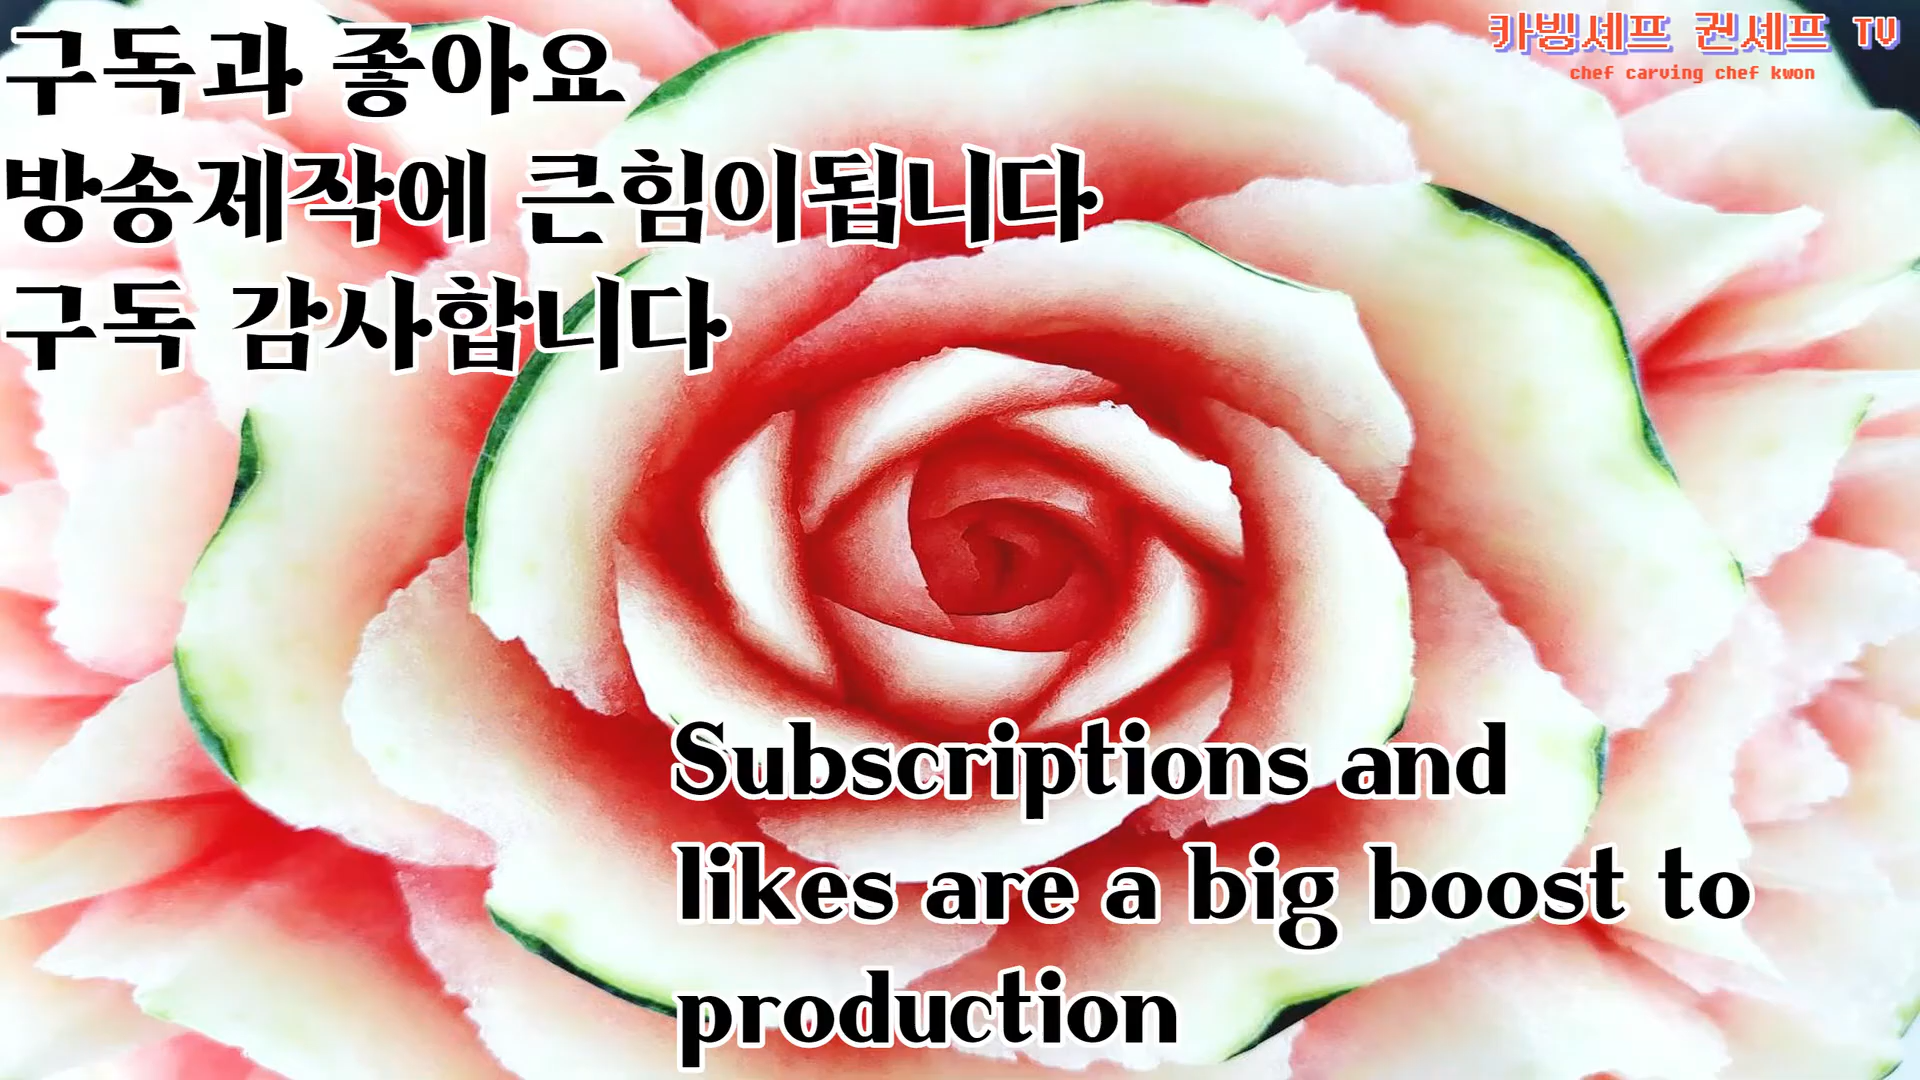 구독과 좋아요
방송제작에 큰힘이됩니다
구독 감사합니다
카빙셰프 권셰프 TV
chef carving chef kwon
Subscriptions and
likes are a big boost to
production